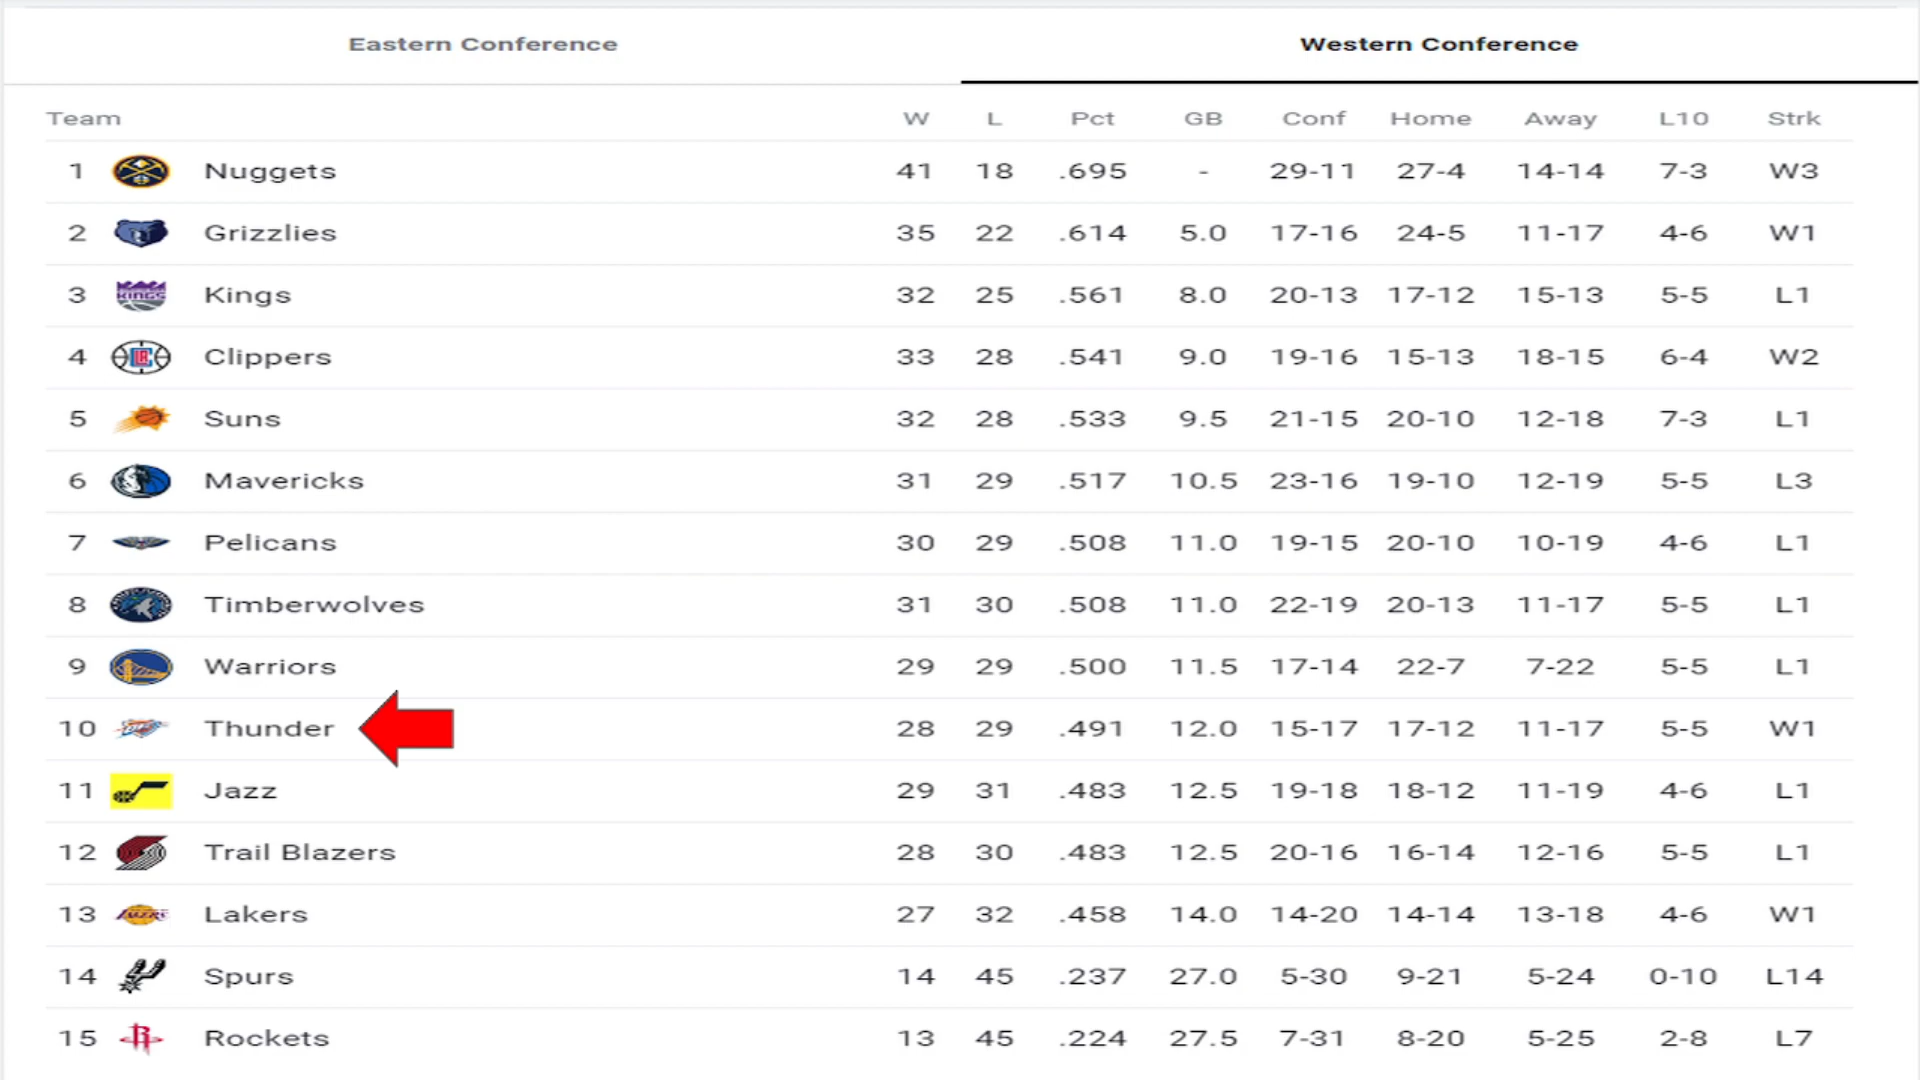 Eastern Conference Western Conference
Team W L Pct GB Conf Home Away L10 Strk
1 Nuggets 41 18 .695 - 29-11 27-4 14-14 7-3 W3
2 Grizzlies 35 22 .614 5.0 17-16 24-5 11-17 4-6 W1
3 KINGS Kings 32 25 .561 8.0 20-13 17-12 15-13 5-5 L1
4 Clippers 33 28 .541 9.0 19-16 15-13 18-15 6-4 W2
5 Suns 32 28 .533 9.5 21-15 20-10 12-18 7-3 L1
6 Mavericks 31 29 .517 10.5 23-16 19-10 12-19 5-5 L3
7 Pelicans 30 29 .508 11.0 19-15 20-10 10-19 4-6 L1
8 Timberwolves 31 30 .508 11.0 22-19 20-13 11-17 5-5 L1
9 Warriors 29 29 .500 11.5 17-14 22-7 7-22 5-5 L1
10 Thunder 28 29 .491 12.0 15-17 17-12 11-17 5-5 W1
11 Jazz 29 31 .483 12.5 19-18 18-12 11-19 4-6 L1
12 Trail Blazers 28 30 .483 12.5 20-16 16-14 12-16 5-5 L1
13 LAKERS Lakers 27 32 .458 14.0 14-20 14-14 13-18 4-6 W1
14 Spurs 14 45 .237 27.0 5-30 9-21 5-24 0-10 L14
15 R Rockets 13 45 .224 27.5 7-31 8-20 5-25 2-8 L7